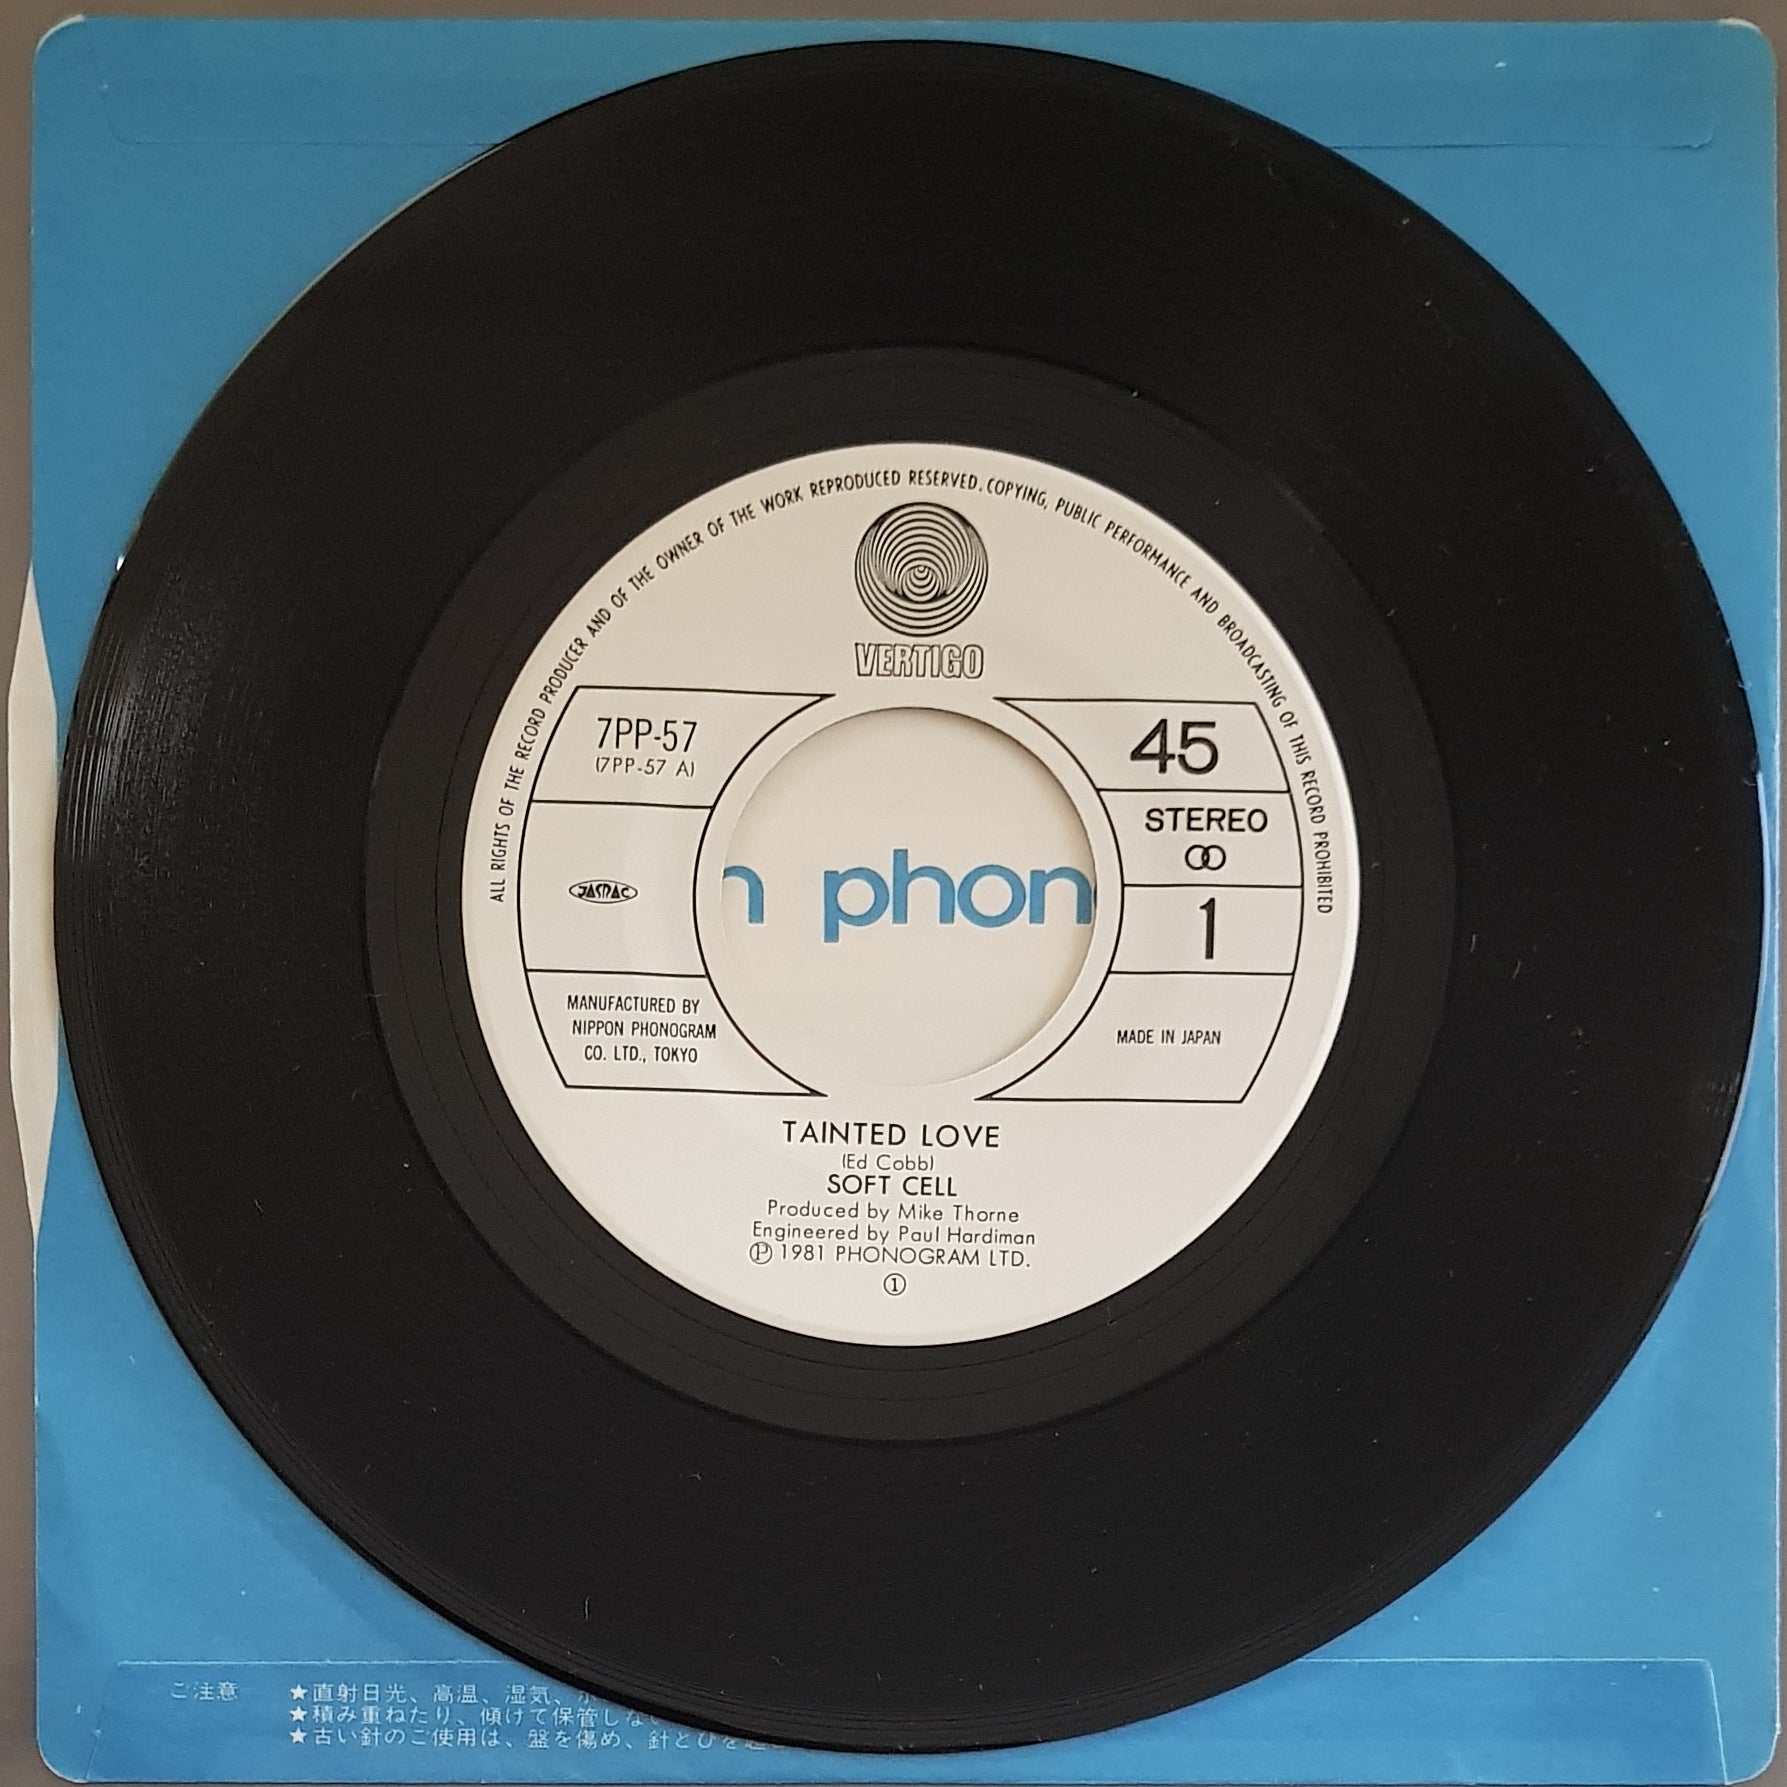 ALL RIGHTS OF THE RECORD PRODUCER AND OF THE OWNER OF THE WORK REPRODUCED RESERVED. COPYING, PUBLIC PERFORMANCE AND BROADCASTING OF THIS RECORD PROHIBITED
VERTIGO
7PP-57
(7PP-57 A)
JASRAC
MANUFACTURED BY
NIPPON PHONOGRAM
CO. LTD., TOKYO
45
STEREO
1
MADE IN JAPAN
n phon
TAINTED LOVE
(Ed Cobb)
SOFT CELL
Produced by Mike Thorne
Engineered by Paul Hardiman
Ⓟ 1981 PHONOGRAM LTD.
①
ご注意 ★直射日光、高温、湿気、
★積み重ねたり、傾けて保管しな
★古い針のご使用は、盤を傷め、針とびを